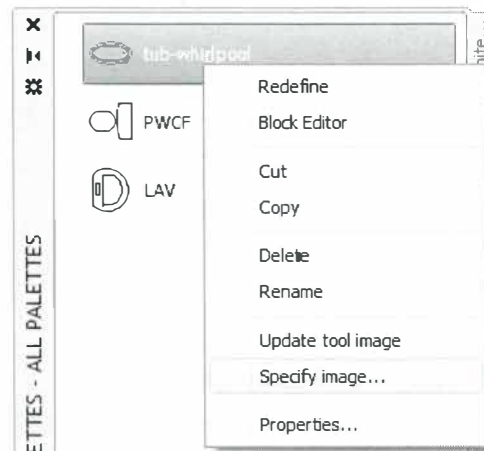 tub-whirlpool
PWCF
LAV
Redefine
Block Editor
Cut
Copy
Delete
Rename
Update tool image
Specify image...
Properties...
ETTES - ALL PALETTES